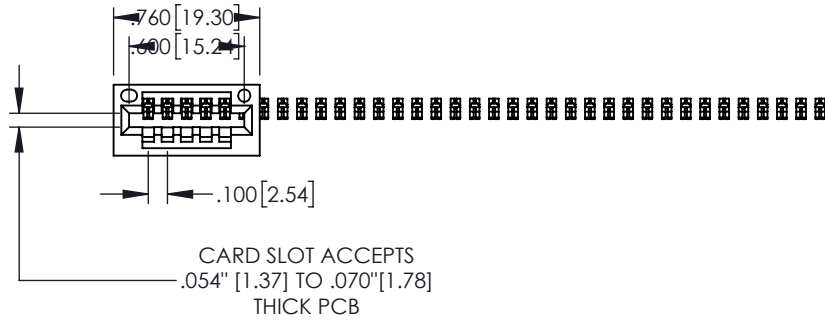 .760 [19.30]
.600 [15.24]
.100 [2.54]
CARD SLOT ACCEPTS
.054" [1.37] TO .070"[1.78]
THICK PCB